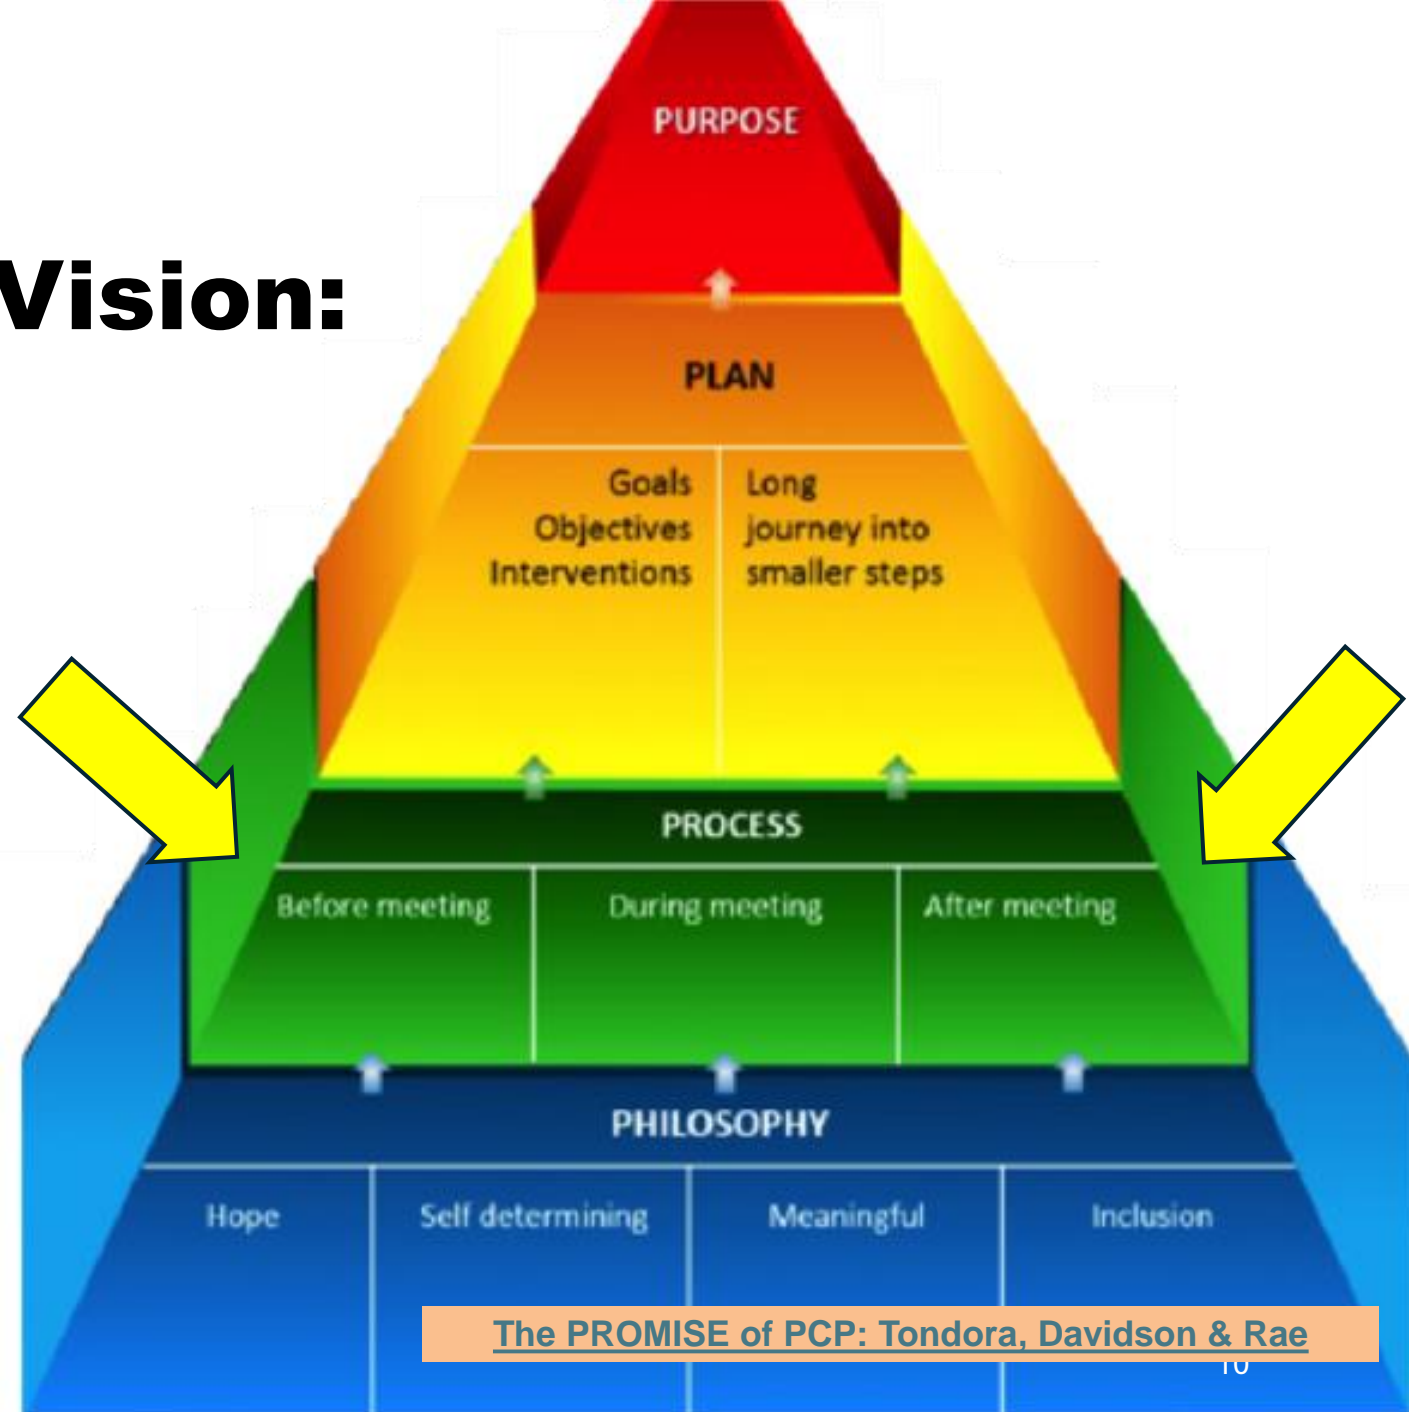 PURPOSE
Vision:
PLAN
Goals
Objectives
Interventions
Long
journey into
smaller steps
PROCESS
Before meeting
During meeting
After meeting
PHILOSOPHY
Hope
Self determining
Meaningful
Inclusion
The PROMISE of PCP: Tondora, Davidson & Rae
10